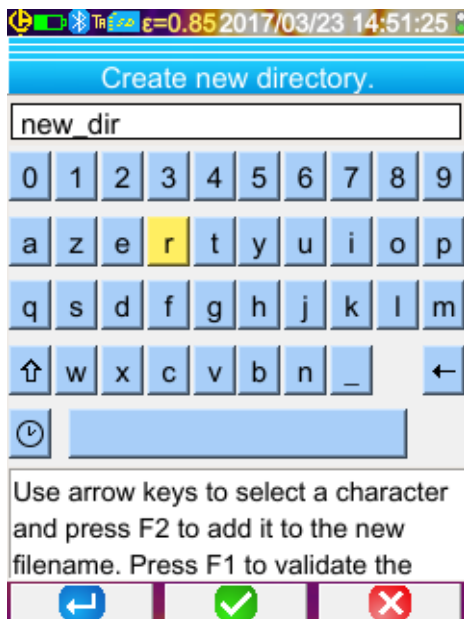 ε=0.85 2017/03/23 14:51:25
Create new directory.
new_dir
0 1 2 3 4 5 6 7 8 9
a z e r t y u i o p
q s d f g h j k l m
w x c v b n _
Use arrow keys to select a character
and press F2 to add it to the new
filename. Press F1 to validate the